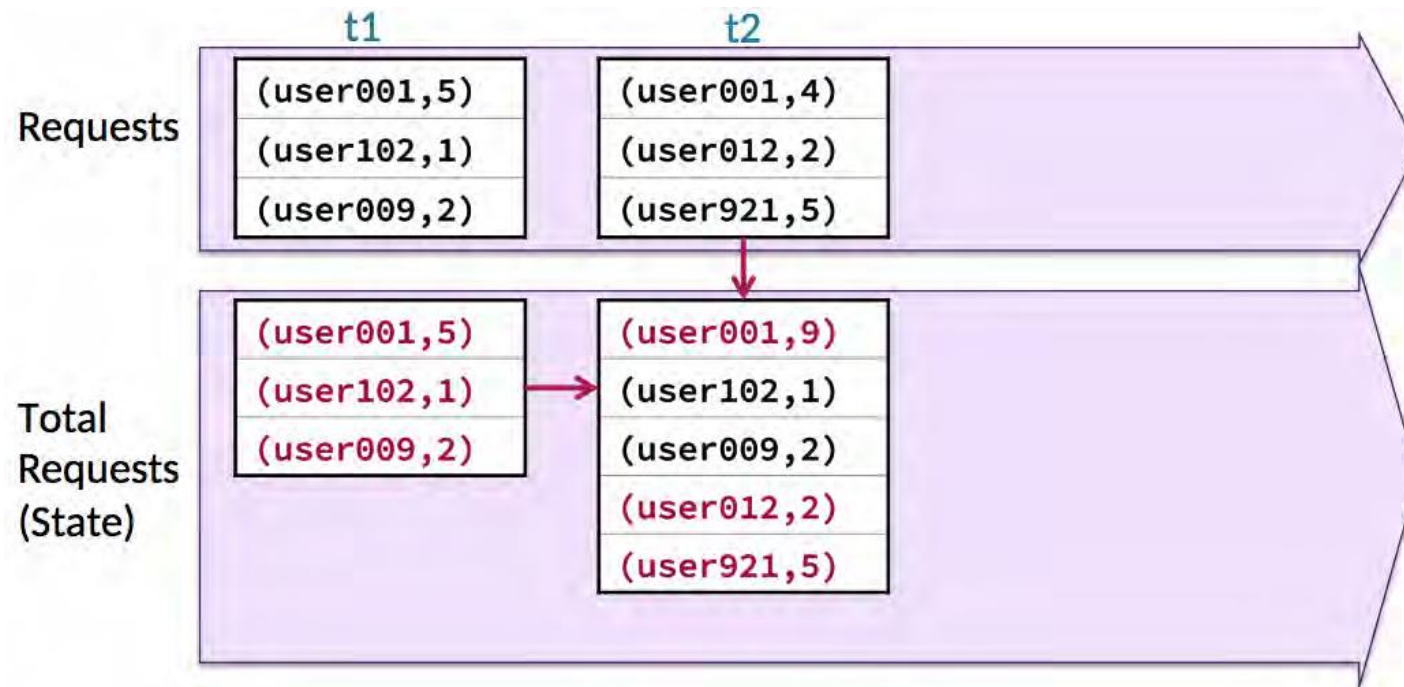 t1
t2
Requests
(user001,5)
(user102,1)
(user009,2)
(user001,4)
(user012,2)
(user921,5)
Total
Requests
(State)
(user001,5)
(user102,1)
(user009,2)
(user001,9)
(user102,1)
(user009,2)
(user012,2)
(user921,5)